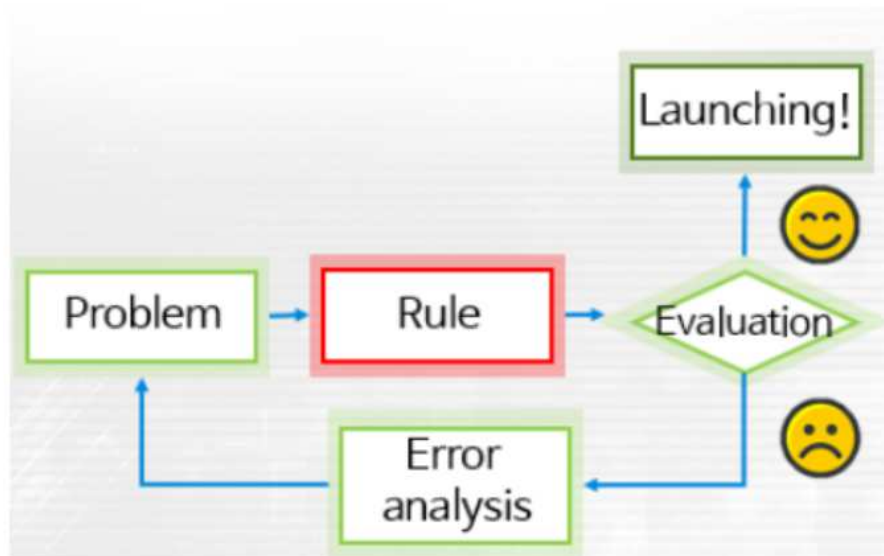 Launching!
Problem
Rule
Evaluation
Error
analysis